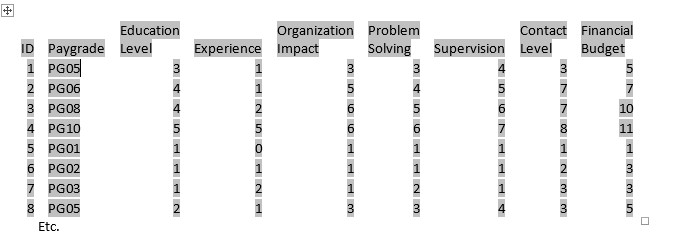 Education Organization Problem Contact Financial
ID Paygrade Level Experience Impact Solving Supervision Level Budget
1 PG05 3 1 3 3 4 3 5
2 PG06 4 1 5 4 5 7 7
3 PG08 4 2 6 5 6 7 10
4 PG10 5 5 6 6 7 8 11
5 PG01 1 0 1 1 1 1 1
6 PG02 1 1 1 1 1 2 3
7 PG03 1 2 1 2 1 3 3
8 PG05 2 1 3 3 4 3 5
Etc.